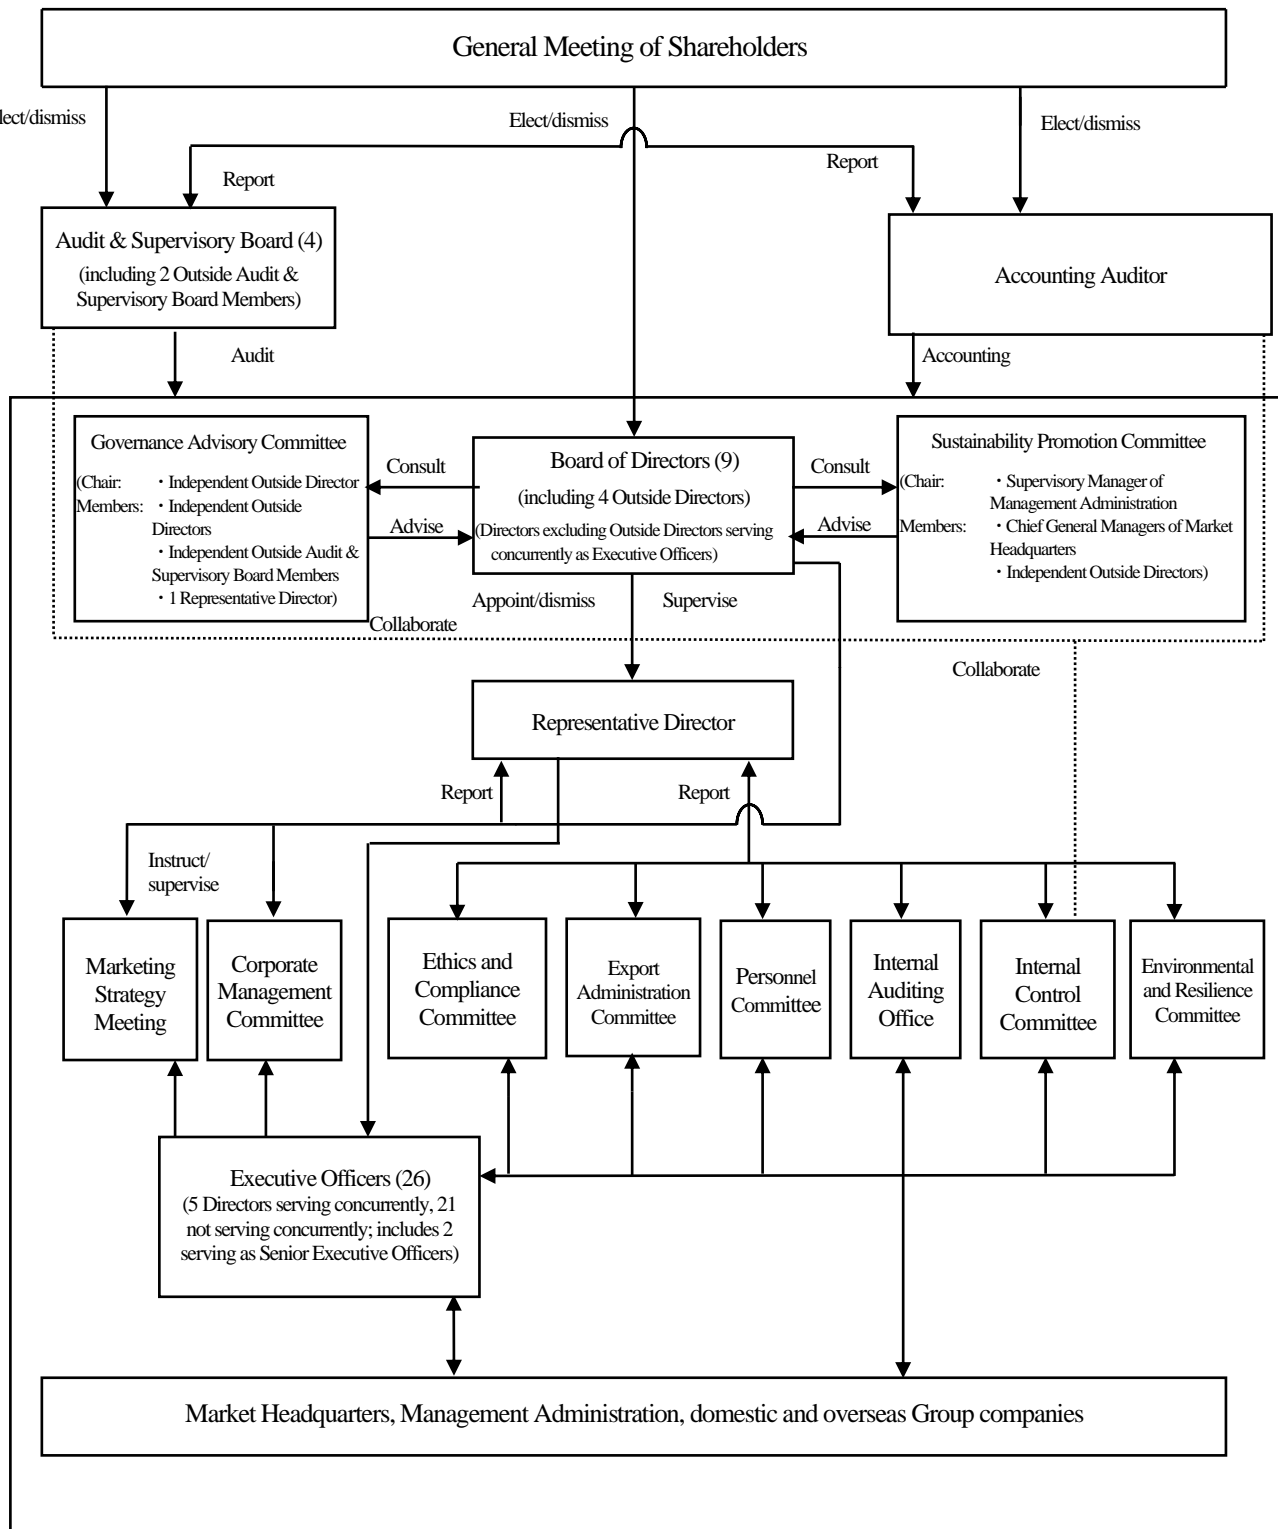 General Meeting of Shareholders
lect/dismiss
Elect/dismiss
Elect/dismiss
Report
Report
Audit & Supervisory Board (4)
(including 2 Outside Audit &
Supervisory Board Members)
Accounting Auditor
Audit
Accounting
Governance Advisory Committee
(Chair: ・Independent Outside Director
Members: ・Independent Outside
Directors
・Independent Outside Audit &
Supervisory Board Members
・1 Representative Director)
Consult
Advise
Board of Directors (9)
(including 4 Outside Directors)
(Directors excluding Outside Directors serving
concurrently as Executive Officers)
Consult
Advise
Sustainability Promotion Committee
(Chair: ・Supervisory Manager of
Management Administration
Members: ・Chief General Managers of Market
Headquarters
・Independent Outside Directors)
Appoint/dismiss
Supervise
Collaborate
Collaborate
Representative Director
Report
Report
Instruct/
supervise
Marketing
Strategy
Meeting
Corporate
Management
Committee
Ethics and
Compliance
Committee
Export
Administration
Committee
Personnel
Committee
Internal
Auditing
Office
Internal
Control
Committee
Environmental
and Resilience
Committee
Executive Officers (26)
(5 Directors serving concurrently, 21
not serving concurrently; includes 2
serving as Senior Executive Officers)
Market Headquarters, Management Administration, domestic and overseas Group companies